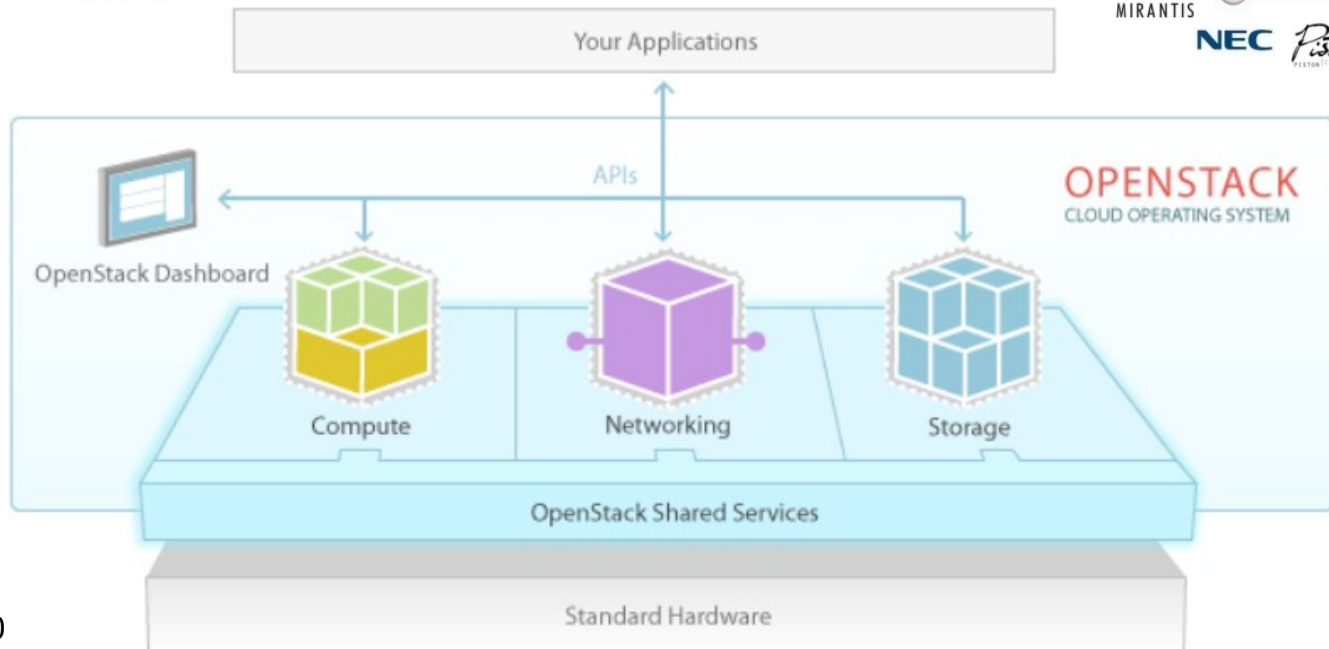 MIRANTIS
Your Applications
NEC
APIs
OPENSTACK
CLOUD OPERATING SYSTEM
OpenStack Dashboard
Compute
Networking
Storage
OpenStack Shared Services
Standard Hardware